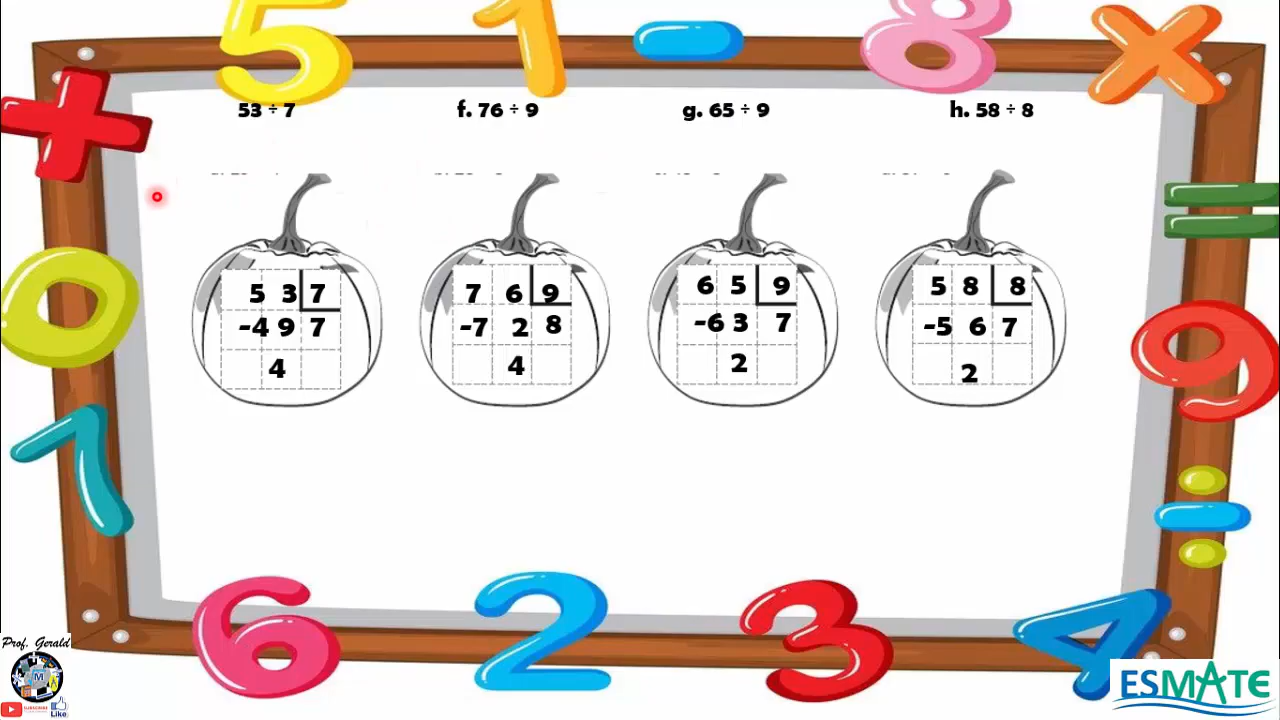 53 ÷ 7
f. 76 ÷ 9
g. 65 ÷ 9
h. 58 ÷ 8
5 3 7
-4 9 7
4
7 6 9
-7 2 8
4
6 5 9
-6 3 7
2
5 8 8
-5 6 7
2
Prof. Gerald
M
SUBSCRIBE
Like
ESMATE